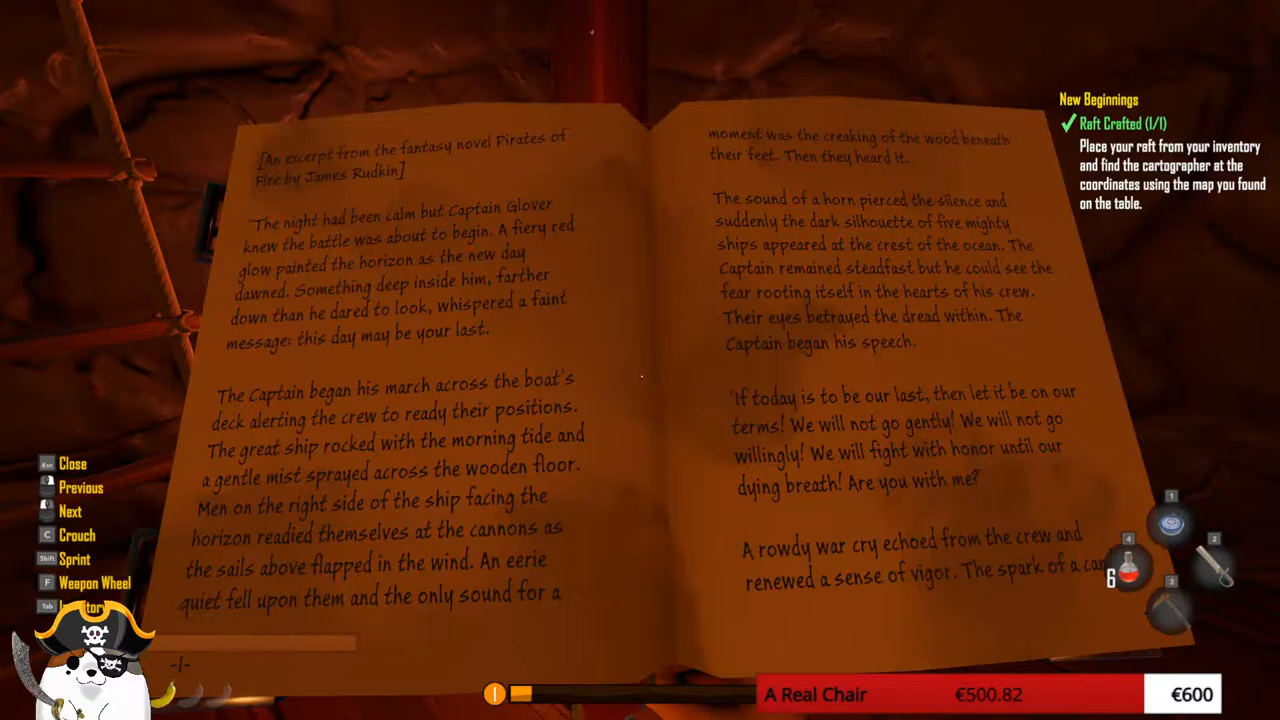 [An excerpt from the fantasy novel Pirates of
Fire by James Rudkin]
"The night had been calm but Captain Glover
knew the battle was about to begin. A fiery red
glow painted the horizon as the new day
dawned. Something deep inside him, farther
down than he dared to look, whispered a faint
message: this day may be your last.
The Captain began his march across the boat's
deck alerting the crew to ready their positions.
The great ship rocked with the morning tide and
a gentle mist sprayed across the wooden floor.
Men on the right side of the ship facing the
horizon readied themselves at the cannons as
the sails above flapped in the wind. An eerie
quiet fell upon them and the only sound for a
moment was the creaking of the wood beneath
their feet. Then they heard it.
The sound of a horn pierced the silence and
suddenly the dark silhouette of five mighty
ships appeared at the crest of the ocean. The
Captain remained steadfast but he could see the
fear rooting itself in the hearts of his crew.
Their eyes betrayed the dread within. The
Captain began his speech.
'If today is to be our last, then let it be on our
terms! We will not go gently! We will not go
willingly! We will fight with honor until our
dying breath! Are you with me?'
A rowdy war cry echoed from the crew and
renewed a sense of vigor. The spark of a
New Beginnings
Raft Crafted (1/1)
Place your raft from your inventory
and find the cartographer at the
coordinates using the map you found
on the table.
Esc Close
Previous
Next
C Crouch
Shift Sprint
F Weapon Wheel
Tab
1
2
3
4
6
-1-
A Real Chair €500.82 €600